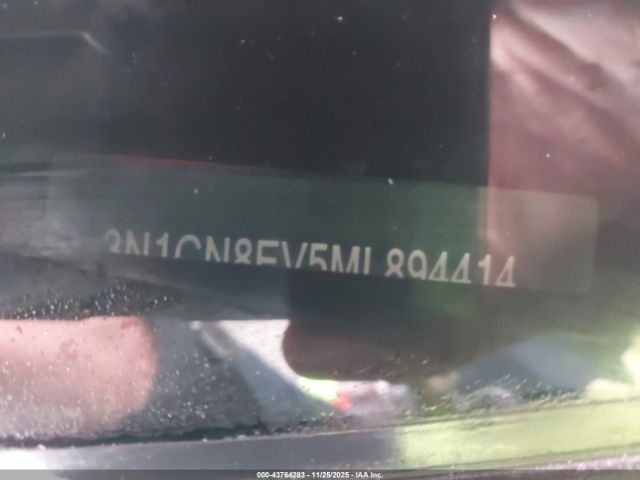 3N1CN8EV5ML894414
000-43764283 - 11/25/2025 - IAA Inc.